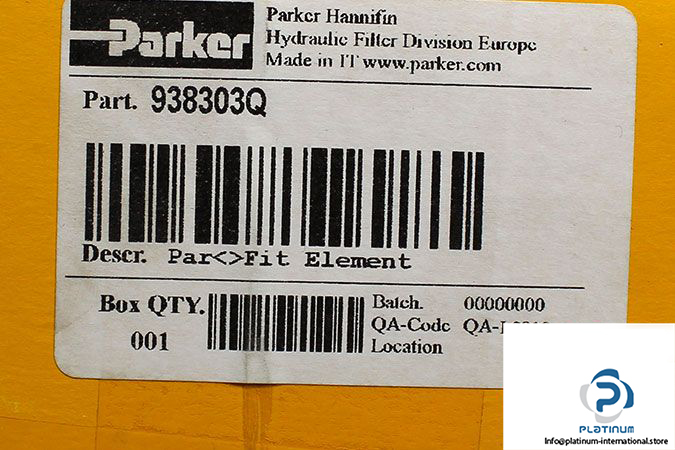 Parker
Parker Hannifin
Hydraulic Filter Division Europe
Made in IT www.parker.com
Part. 938303Q
Descr. Par<>Fit Element
Box QTY.
001
Batch. 00000000
QA-Code
Location
PLATINUM
Info@platinum-international.store